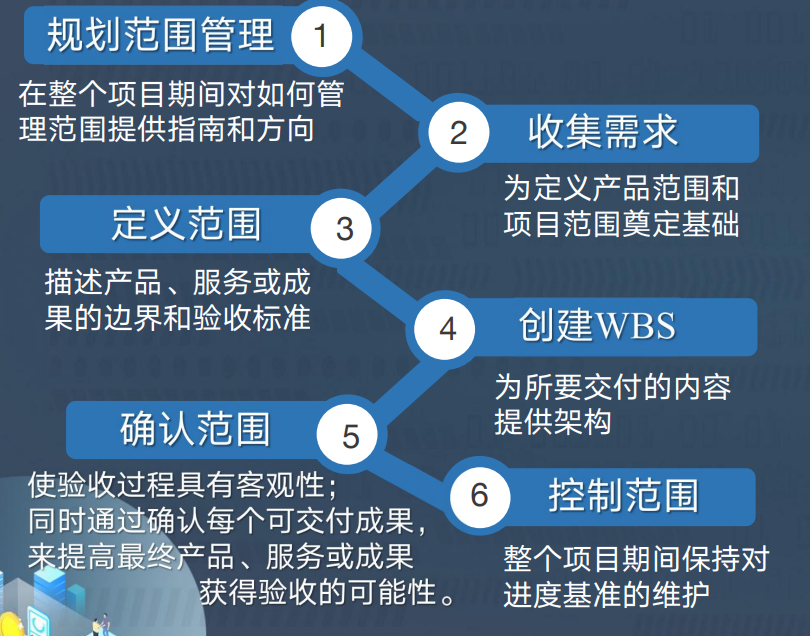 规划范围管理
1
在整个项目期间对如何管
理范围提供指南和方向
2
收集需求
为定义产品范围和
项目范围奠定基础
定义范围
3
描述产品、服务或成
果的边界和验收标准
4
创建WBS
为所要交付的内容
提供架构
确认范围
5
使验收过程具有客观性；
同时通过确认每个可交付成果，
来提高最终产品、服务或成果
获得验收的可能性。
6
控制范围
整个项目期间保持对
进度基准的维护